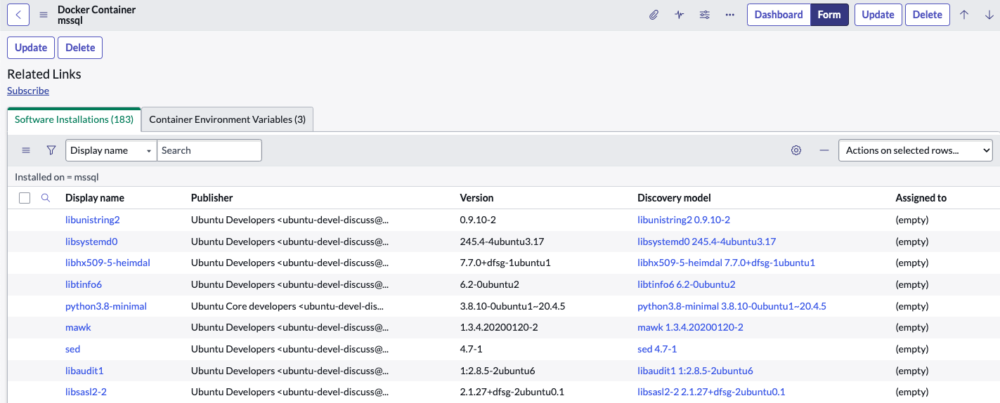 Docker Container
mssql
Dashboard Form Update Delete
Update Delete
Related Links
Subscribe
Software Installations (183) Container Environment Variables (3)
Display name Search Actions on selected rows...
Installed on = mssql
Display name Publisher Version Discovery model Assigned to
libunistring2 Ubuntu Developers <ubuntu-devel-discuss@... 0.9.10-2 libunistring2 0.9.10-2 (empty)
libsystemd0 Ubuntu Developers <ubuntu-devel-discuss@... 245.4-4ubuntu3.17 libsystemd0 245.4-4ubuntu3.17 (empty)
libhx509-5-heimdal Ubuntu Developers <ubuntu-devel-discuss@... 7.7.0+dfsg-1ubuntu1 libhx509-5-heimdal 7.7.0+dfsg-1ubuntu1 (empty)
libtinfo6 Ubuntu Developers <ubuntu-devel-discuss@... 6.2-0ubuntu2 libtinfo6 6.2-0ubuntu2 (empty)
python3.8-minimal Ubuntu Core developers <ubuntu-devel-dis... 3.8.10-0ubuntu1~20.4.5 python3.8-minimal 3.8.10-0ubuntu1~20.4.5 (empty)
mawk Ubuntu Developers <ubuntu-devel-discuss@... 1.3.4.20200120-2 mawk 1.3.4.20200120-2 (empty)
sed Ubuntu Developers <ubuntu-devel-discuss@... 4.7-1 sed 4.7-1 (empty)
libaudit1 Ubuntu Developers <ubuntu-devel-discuss@... 1:2.8.5-2ubuntu6 libaudit1 1:2.8.5-2ubuntu6 (empty)
libsasl2-2 Ubuntu Developers <ubuntu-devel-discuss@... 2.1.27+dfsg-2ubuntu0.1 libsasl2-2 2.1.27+dfsg-2ubuntu0.1 (empty)